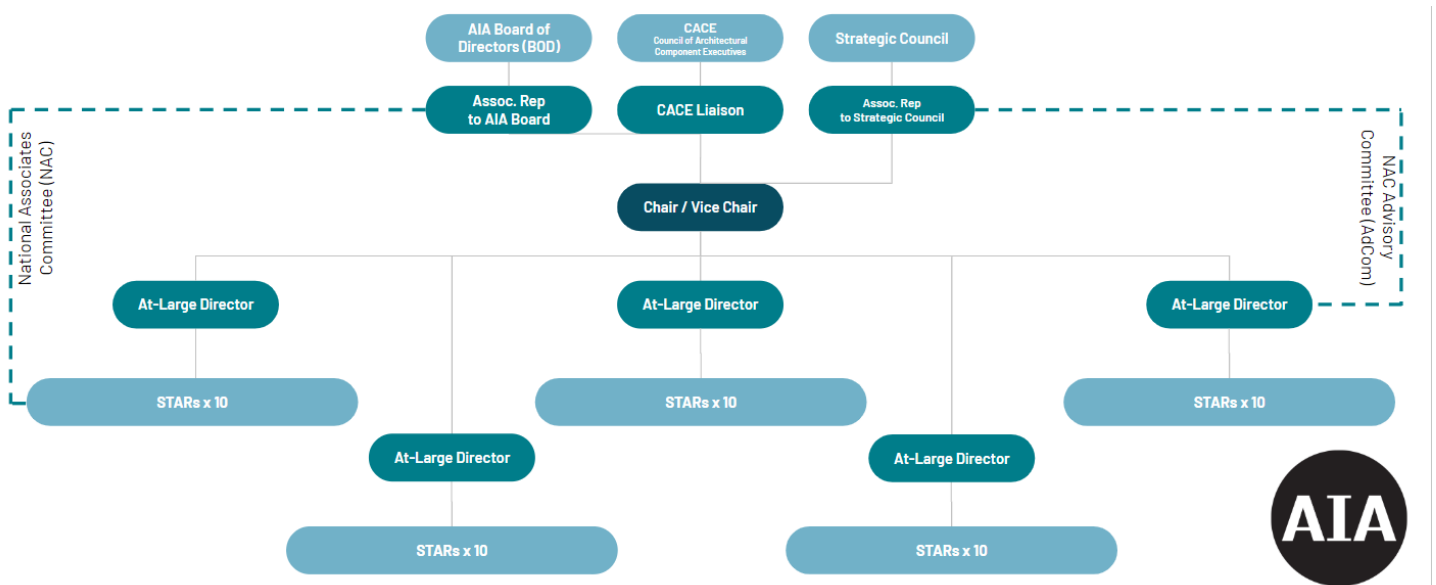 AIA Board of
Directors (BOD)
CACE
Council of Architectural
Component Executives
Strategic Council
Assoc. Rep
to AIA Board
CACE Liaison
Assoc. Rep
to Strategic Council
National Associates
Committee (NAC)
NAC Advisory
Committee (AdCom)
Chair / Vice Chair
At-Large Director
At-Large Director
At-Large Director
STARs x 10
STARs x 10
STARs x 10
At-Large Director
At-Large Director
STARs x 10
STARs x 10
AIA